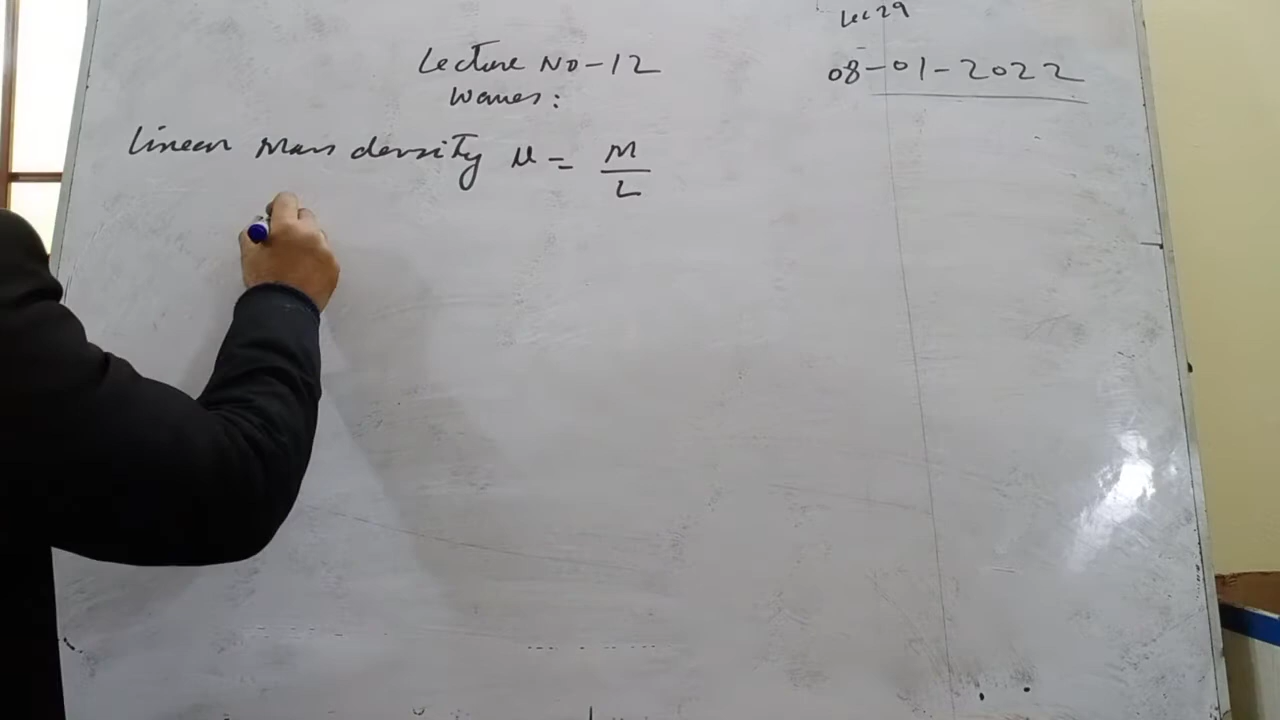 Lec 29
08-01-2022
Lecture No-12
Waves:
Linear Mass density μ = M/L